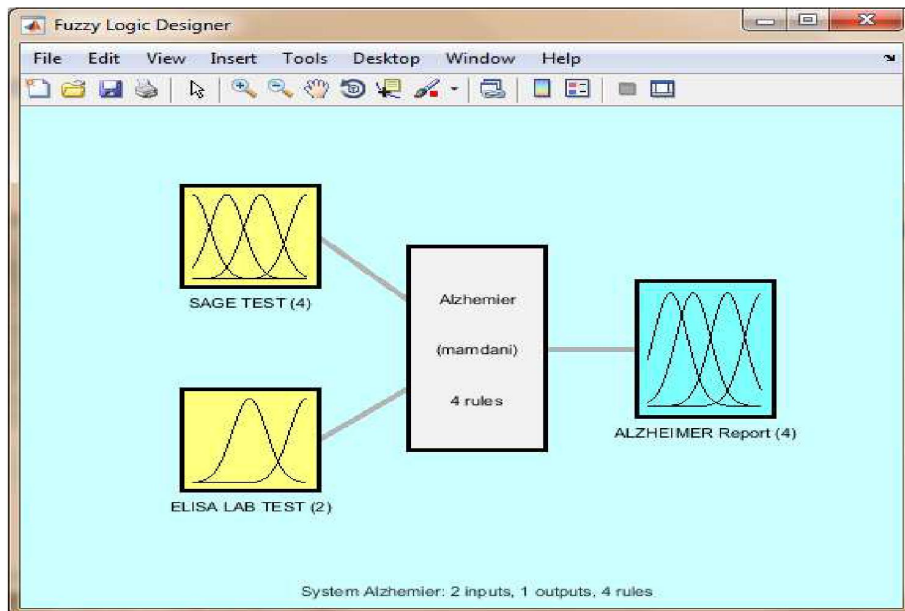 Fuzzy Logic Designer
File Edit View Insert Tools Desktop Window Help
SAGE TEST (4)
Alzhemier
(mamdani)
4 rules
ALZHEIMER Report (4)
ELISA LAB TEST (2)
System Alzhemier: 2 inputs, 1 outputs, 4 rules